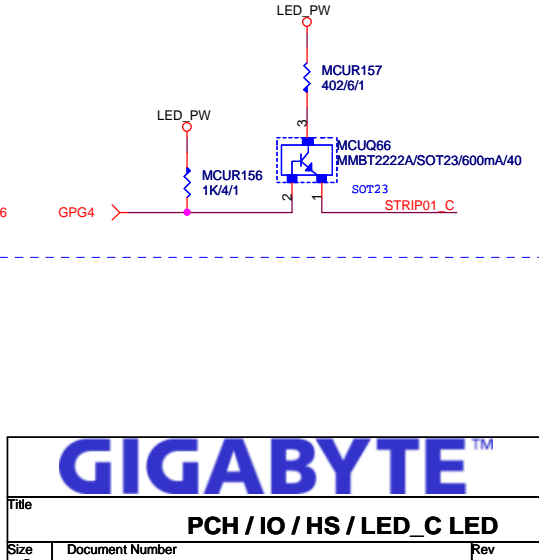 LED_PW
MCUR157
402/6/1
LED_PW
3
MCUQ66
MMBT2222A/SOT23/600mA/40
MCUR156
1K/4/1
2
1
SOT23
6
GPG4
STRIP01_C
GIGABYTE™
Title
PCH / IO / HS / LED_C LED
Size
Document Number
Rev